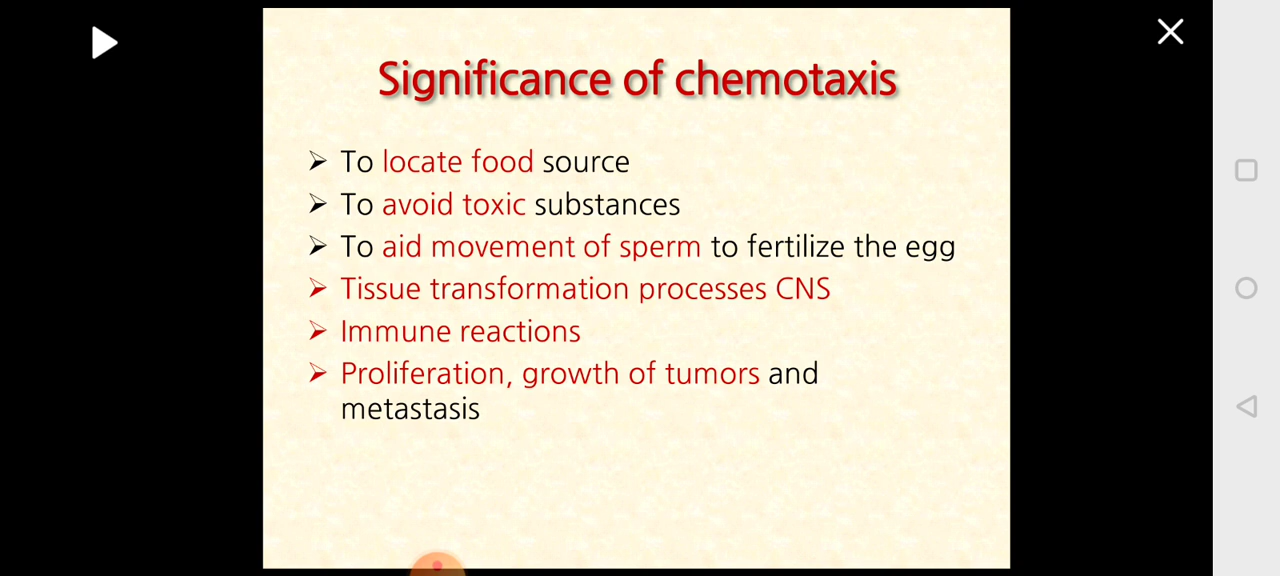 Significance of chemotaxis
➢ To locate food source
➢ To avoid toxic substances
➢ To aid movement of sperm to fertilize the egg
➢ Tissue transformation processes CNS
➢ Immune reactions
➢ Proliferation, growth of tumors and
metastasis